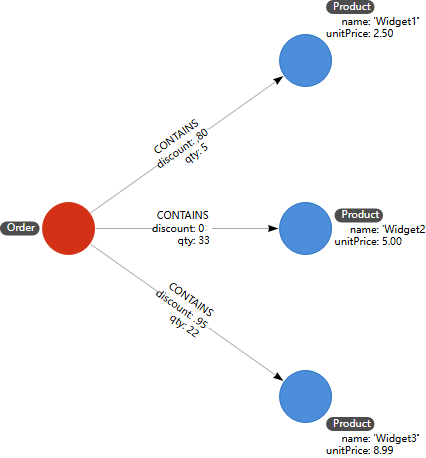 Product
name: 'Widget1'
unitPrice: 2.50
CONTAINS
discount: ,80
qty: 5
Order
CONTAINS
discount: 0
qty: 33
Product
name: 'Widget2
unitPrice: 5.00
CONTAINS
discount: .95
qty: 22
Product
name: 'Widget3'
unitPrice: 8.99